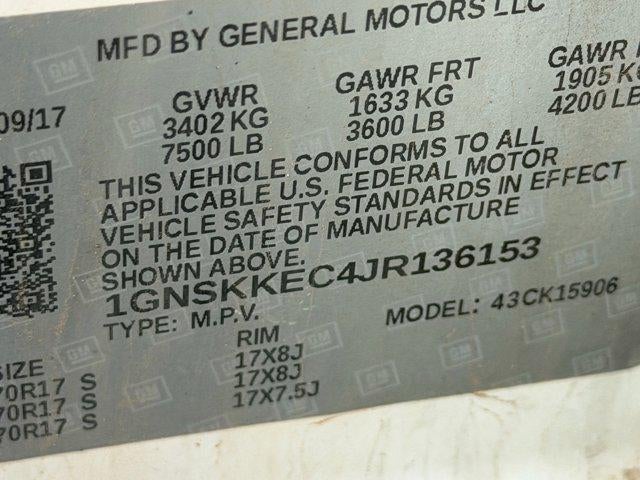 MFD BY GENERAL MOTORS LLC
09/17
GVWR
3402 KG
7500 LB
GAWR FRT
1633 KG
3600 LB
GAWR
1905 KG
4200 LB
THIS VEHICLE CONFORMS TO ALL
APPLICABLE U.S. FEDERAL MOTOR
VEHICLE SAFETY STANDARDS IN EFFECT
ON THE DATE OF MANUFACTURE
SHOWN ABOVE.
1GNSKKEC4JR136153
TYPE: M.P.V.
MODEL: 43CK15906
SIZE
RIM
70R17 S
17X8J
70R17 S
17X8J
70R17 S
17X7.5J